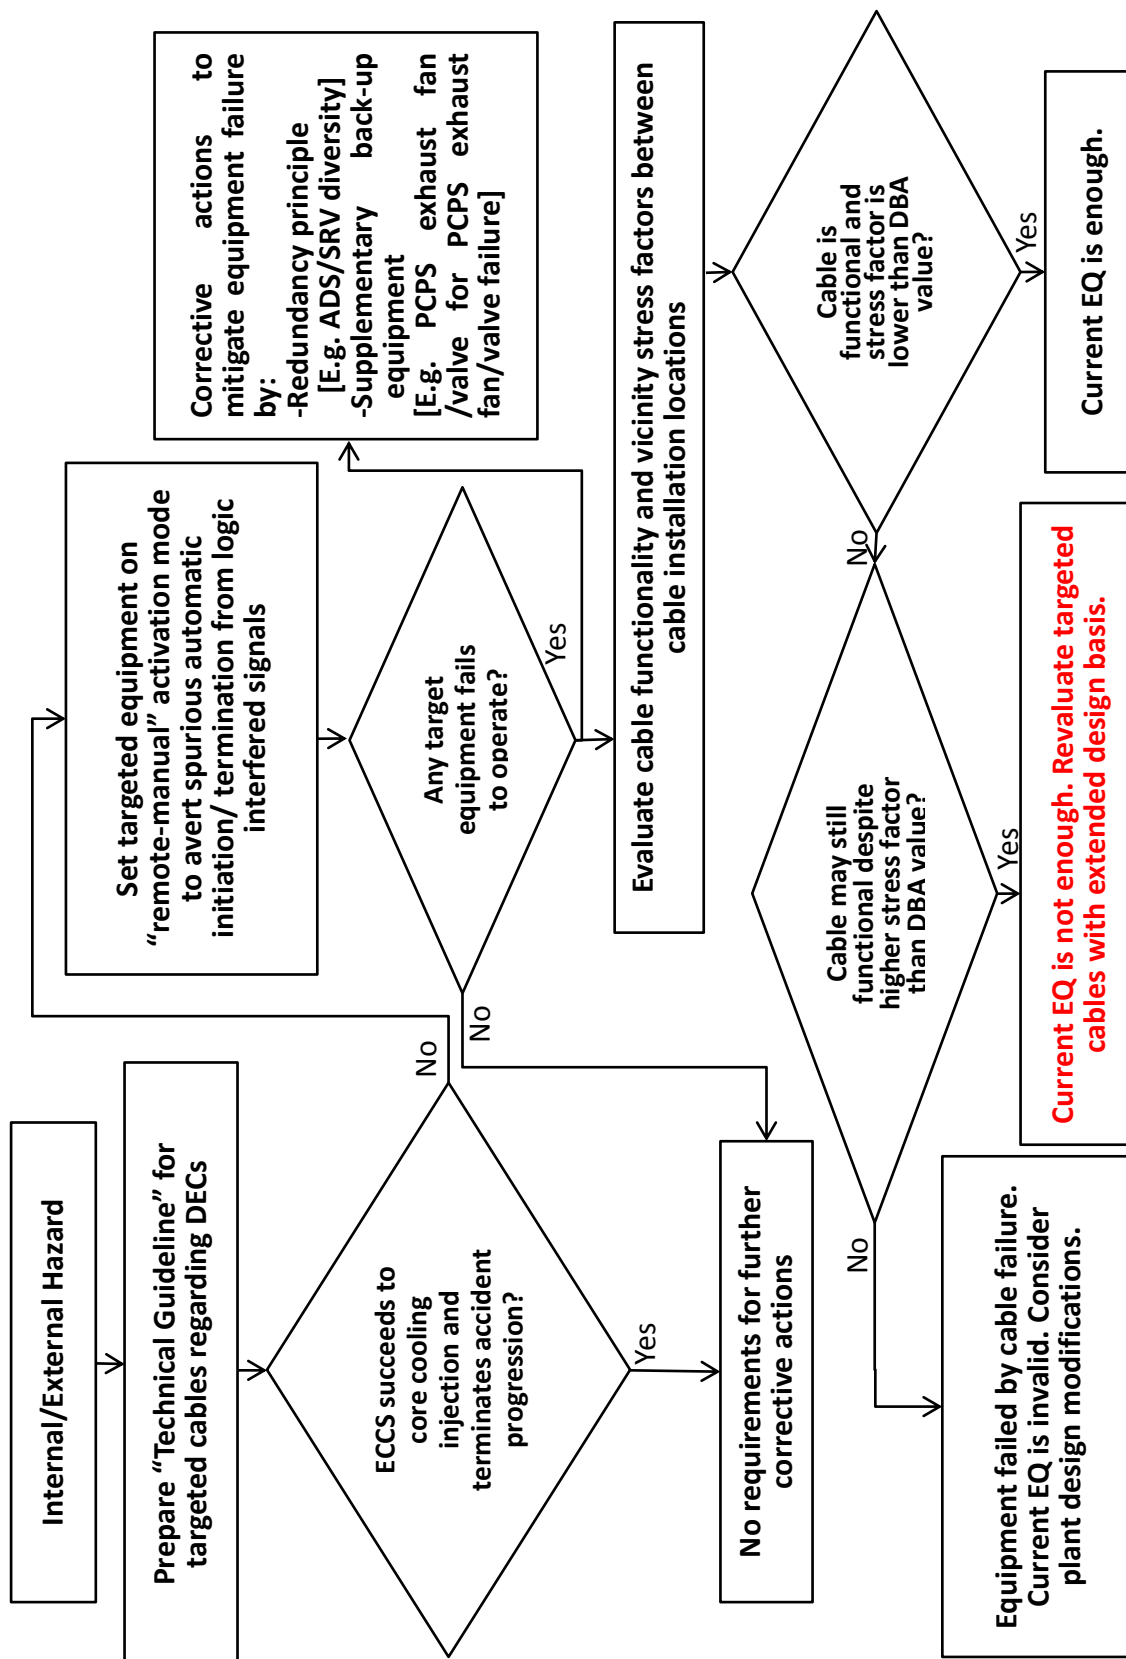 Internal/External Hazard
Prepare “Technical Guideline” for
targeted cables regarding DECs
ECCS succeeds to
core cooling
injection and
terminates accident
progression?
No
Yes
No requirements for further
corrective actions
Set targeted equipment on
“remote-manual” activation mode
to avert spurious automatic
initiation/ termination from logic
interfered signals
Any target
equipment fails
to operate?
No
Yes
Corrective actions to
mitigate equipment failure
by:
-Redundancy principle
[E.g. ADS/SRV diversity]
-Supplementary back-up
equipment
[E.g. PCPS exhaust fan
/valve for PCPS exhaust
fan/valve failure]
Evaluate cable functionality and vicinity stress factors between
cable installation locations
Cable is
functional and
stress factor is
lower than DBA
value?
No
Yes
Current EQ is enough.
Cable may still
functional despite
higher stress factor
than DBA value?
No
Yes
Current EQ is not enough. Revaluate targeted
cables with extended design basis.
Equipment failed by cable failure.
Current EQ is invalid. Consider
plant design modifications.